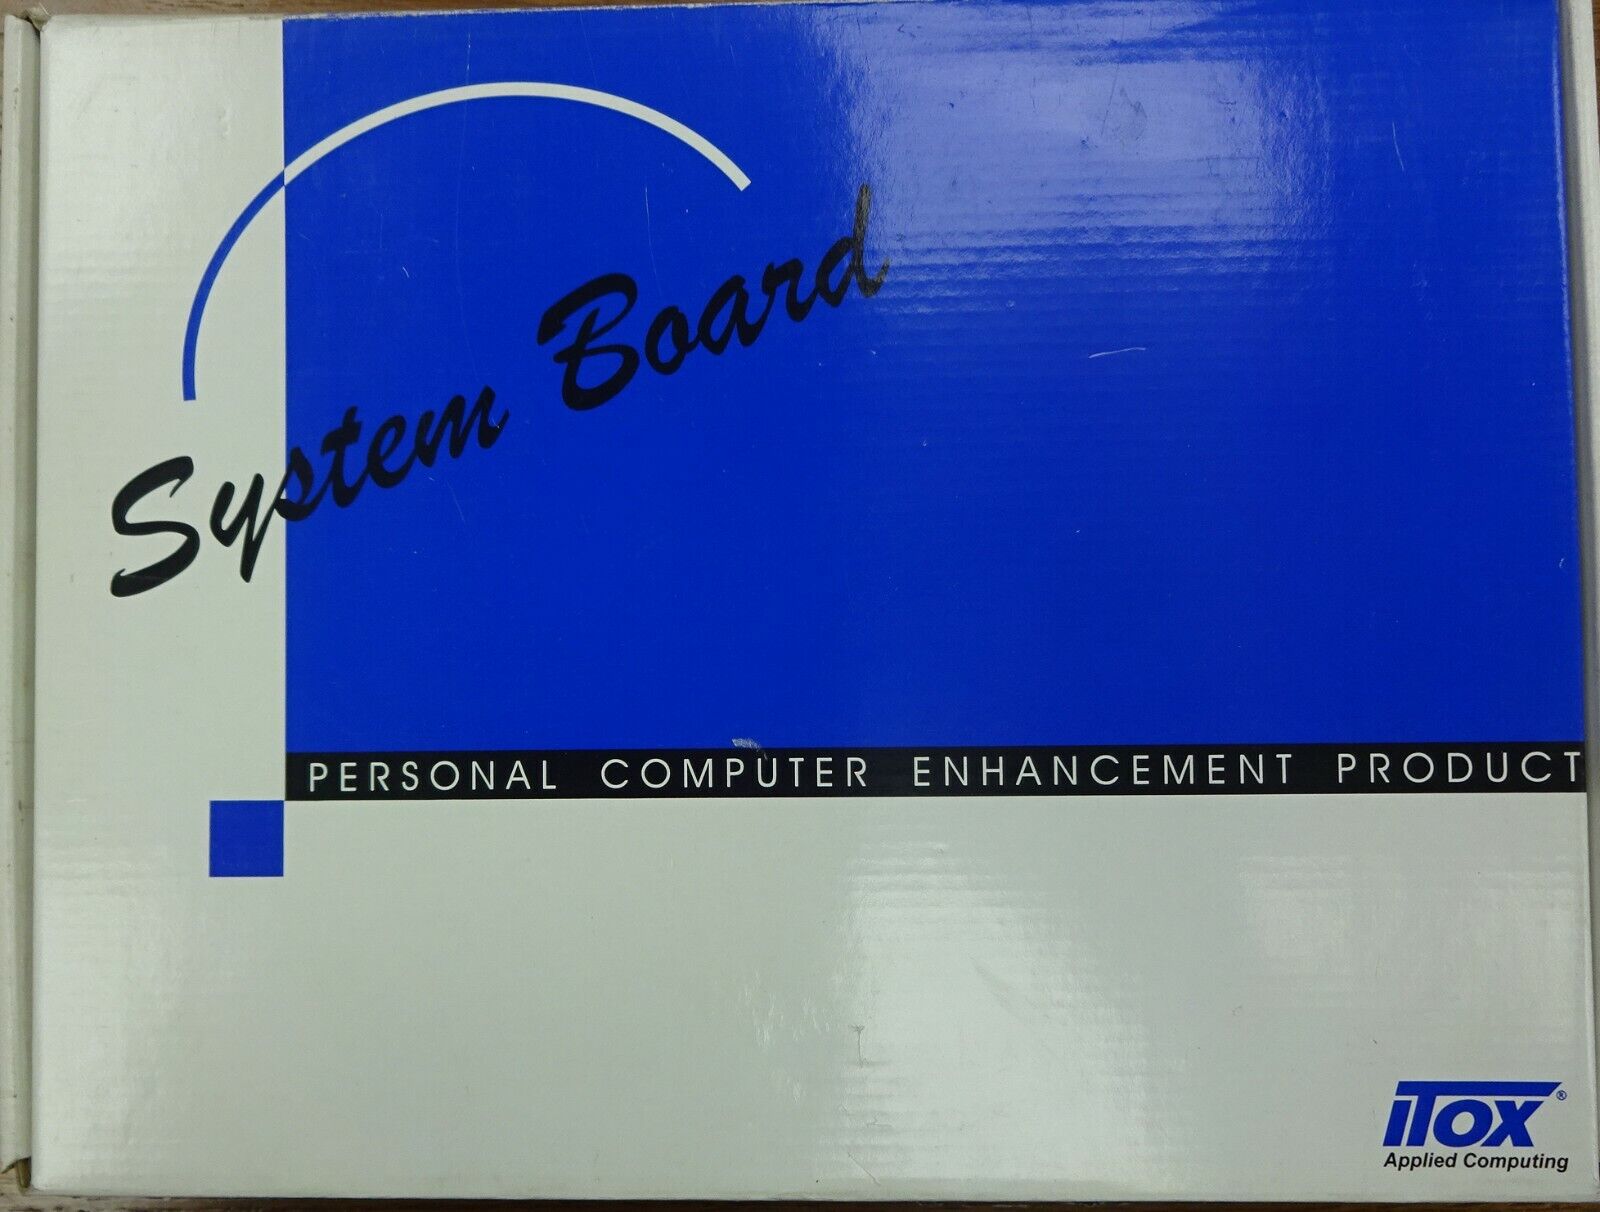 System Board
PERSONAL COMPUTER ENHANCEMENT PRODUCT
iTOX®
Applied Computing